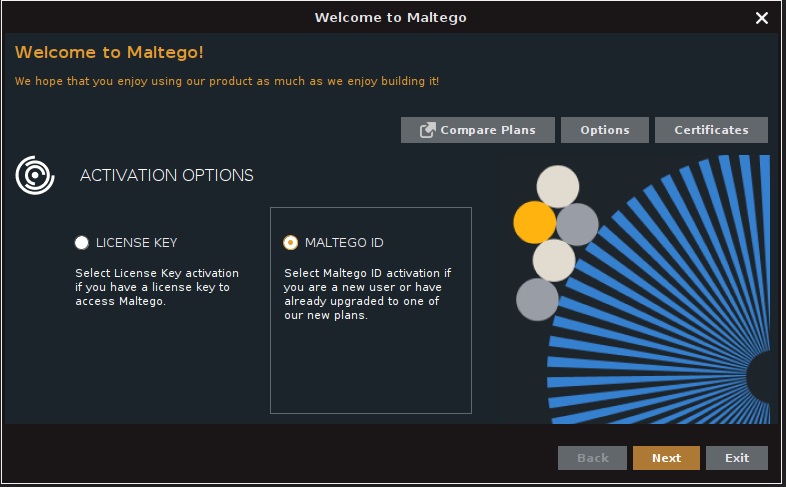 Welcome to Maltego
Welcome to Maltego!
We hope that you enjoy using our product as much as we enjoy building it!
Compare Plans
Options
Certificates
ACTIVATION OPTIONS
LICENSE KEY
Select License Key activation
if you have a license key to
access Maltego.
MALTEGO ID
Select Maltego ID activation if
you are a new user or have
already upgraded to one of
our new plans.
Back
Next
Exit